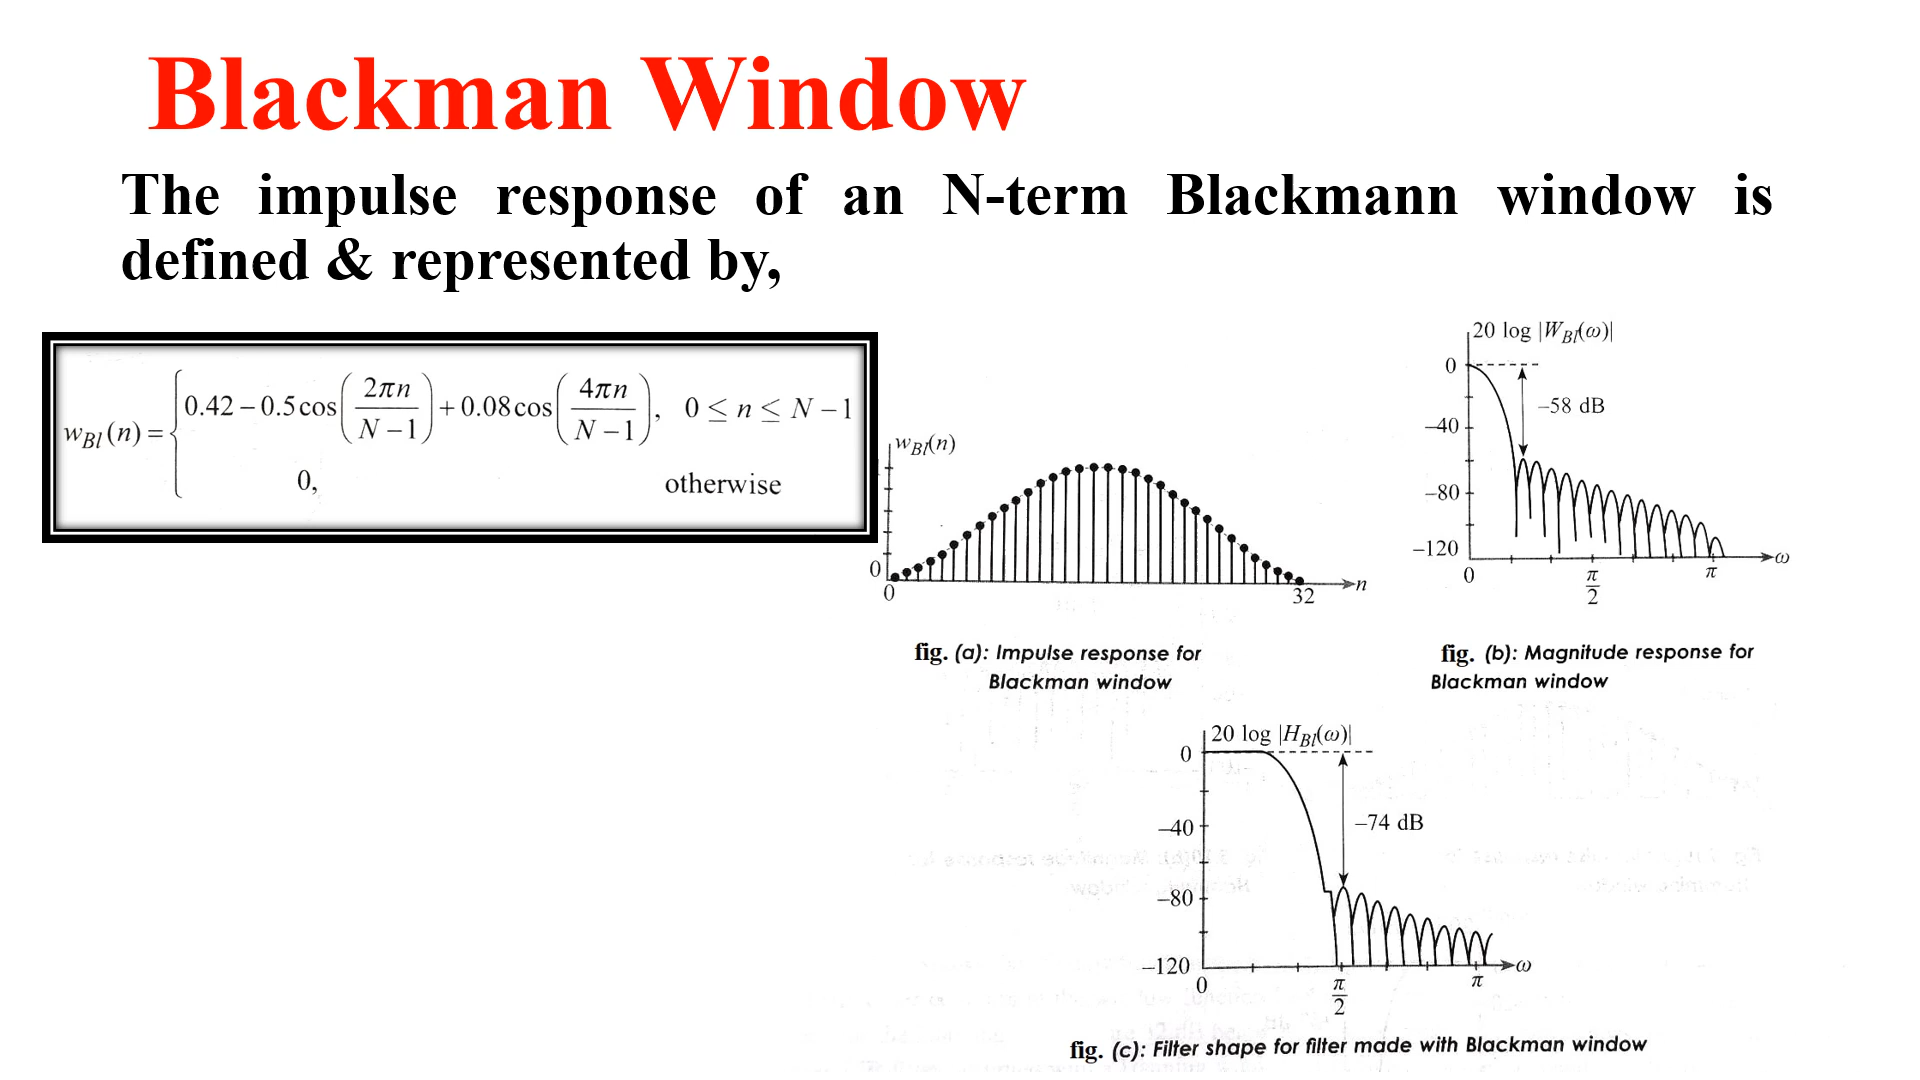 Blackman Window
The impulse response of an N-term Blackmann window is
defined & represented by,
w_Bl(n) = { 0.42 − 0.5cos(2πn/(N−1)) + 0.08cos(4πn/(N−1)), 0 ≤ n ≤ N−1
0, otherwise
w_Bl(n)
0
0
32
n
fig. (a): Impulse response for
Blackman window
20 log |W_Bl(ω)|
0
–58 dB
–40
–80
–120
0
π/2
π
ω
fig. (b): Magnitude response for
Blackman window
20 log |H_Bl(ω)|
0
–74 dB
–40
–80
–120
0
π/2
π
ω
fig. (c): Filter shape for filter made with Blackman window